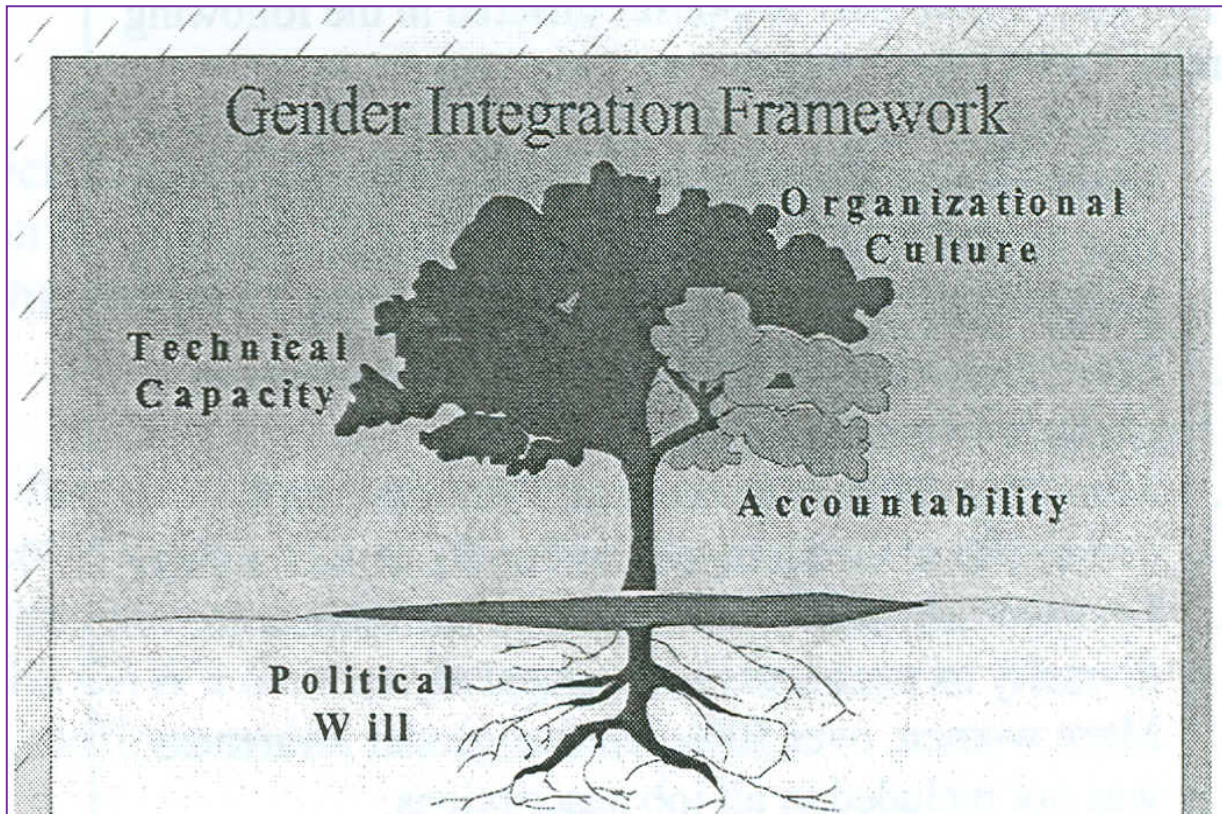 Gender Integration Framework
Organizational
Culture
Technical
Capacity
Accountability
Political
Will